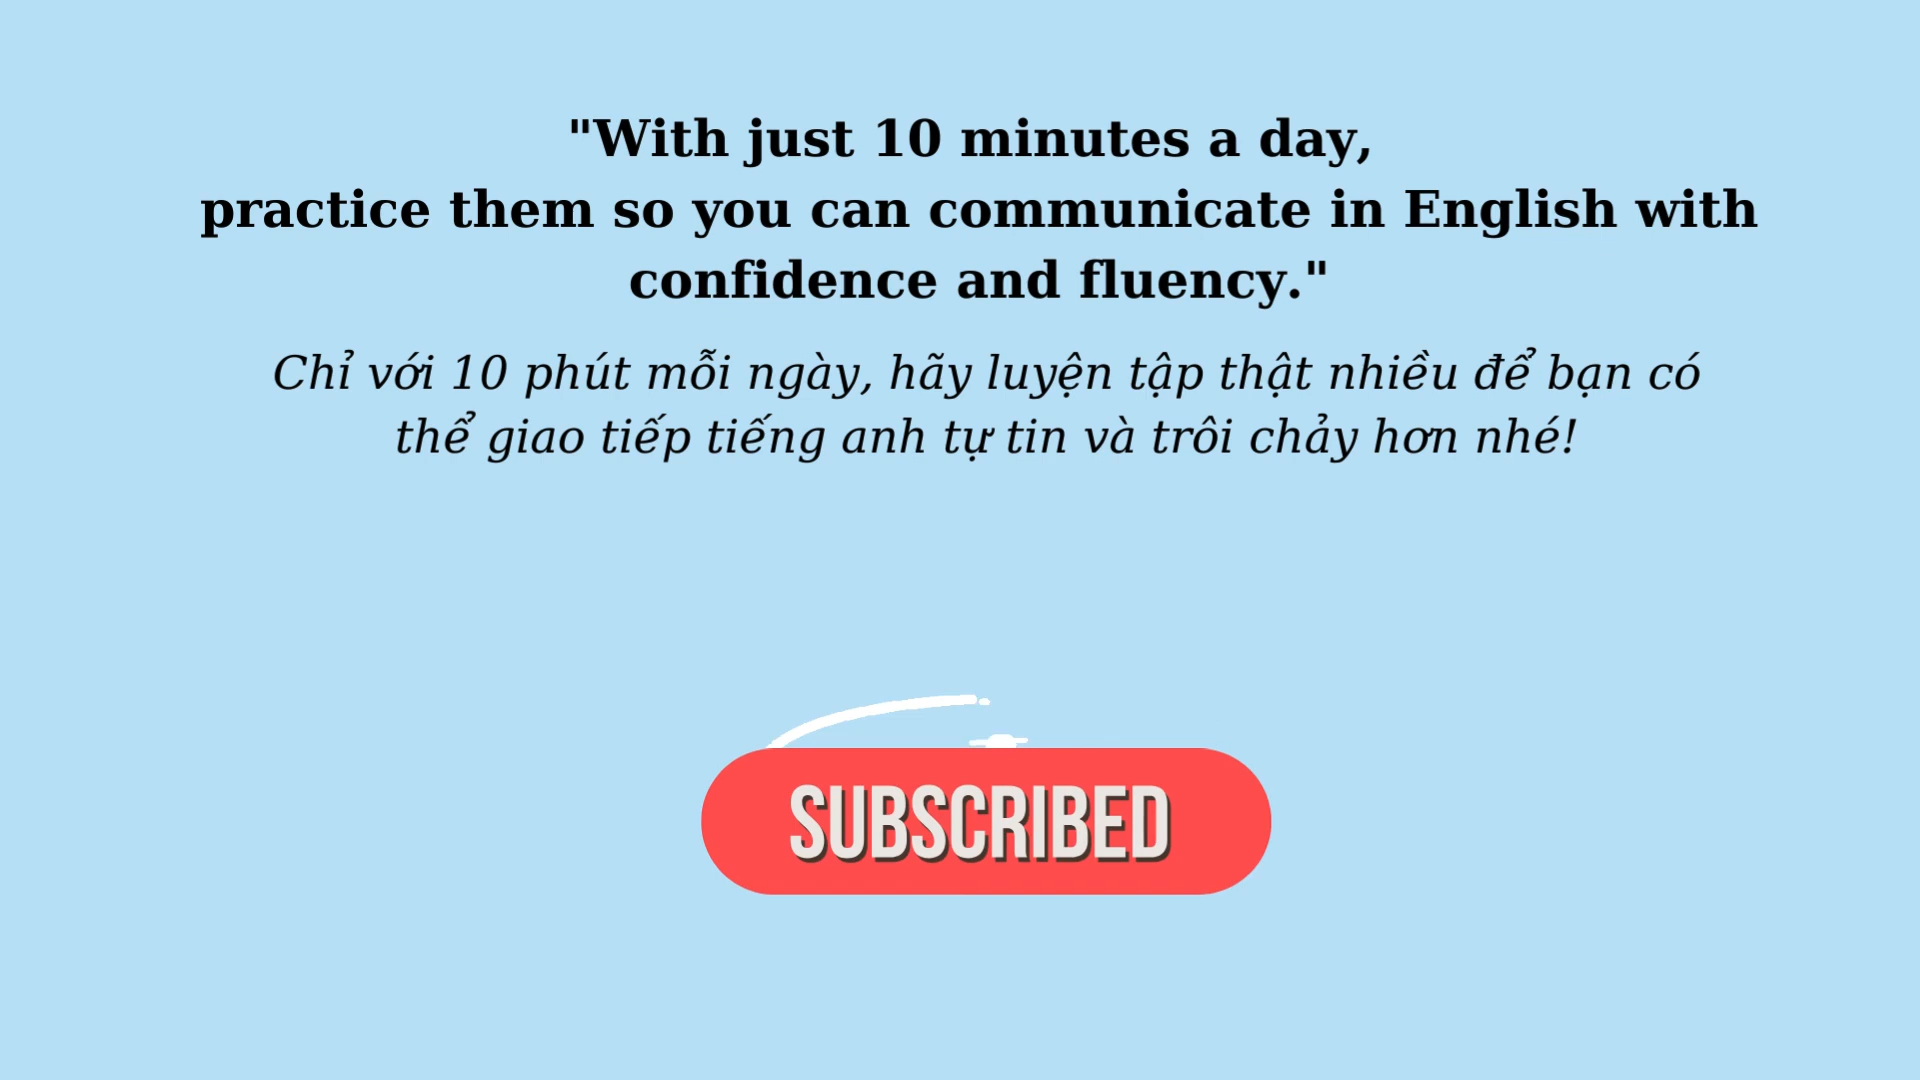 "With just 10 minutes a day,
practice them so you can communicate in English with
confidence and fluency."
Chỉ với 10 phút mỗi ngày, hãy luyện tập thật nhiều để bạn có
thể giao tiếp tiếng anh tự tin và trôi chảy hơn nhé!
SUBSCRIBED